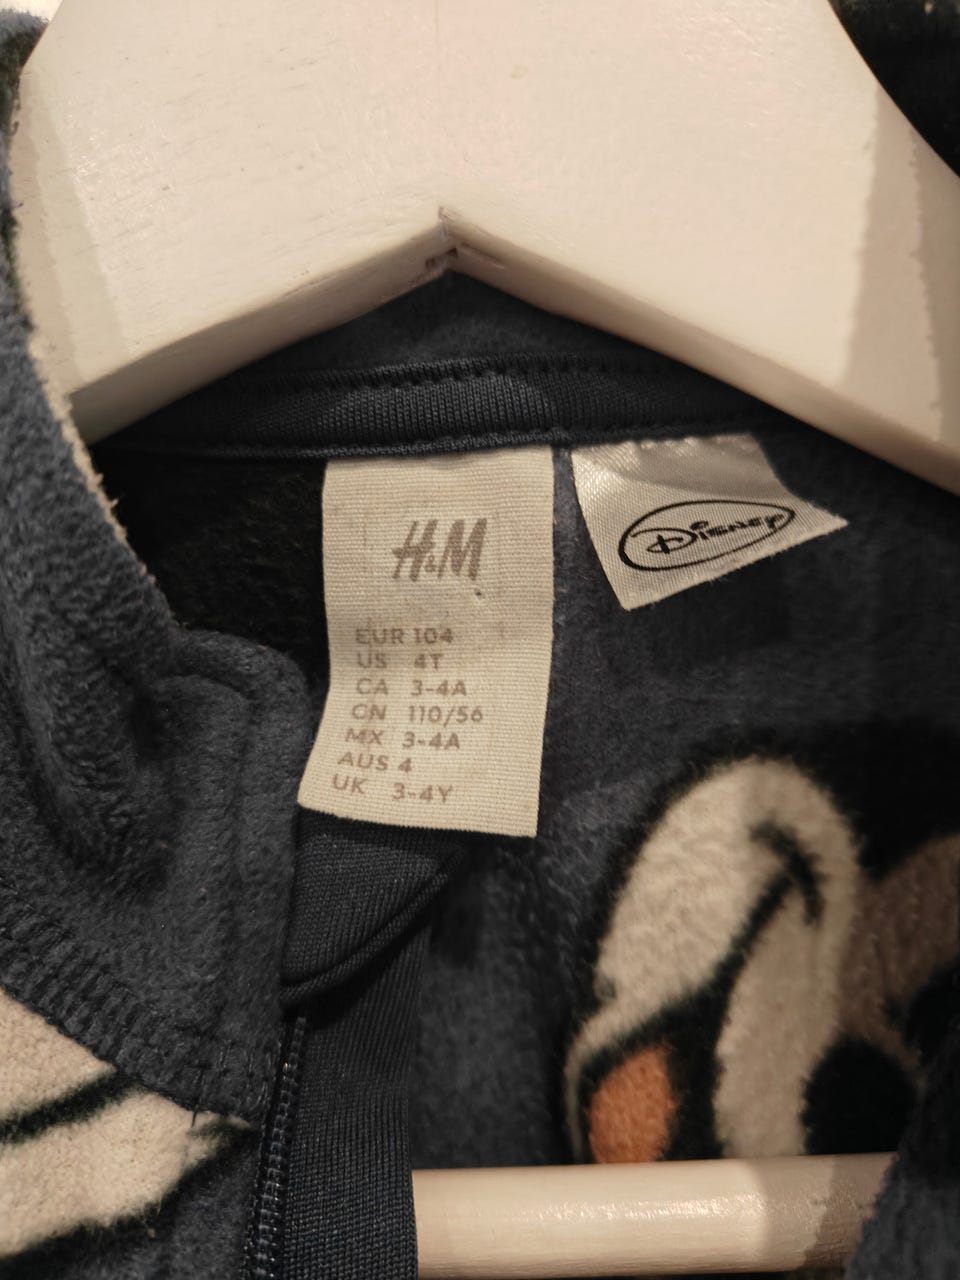 H&M
EUR 104
US 4T
CA 3-4A
CN 110/56
MX 3-4A
AUS 4
UK 3-4Y
Disney